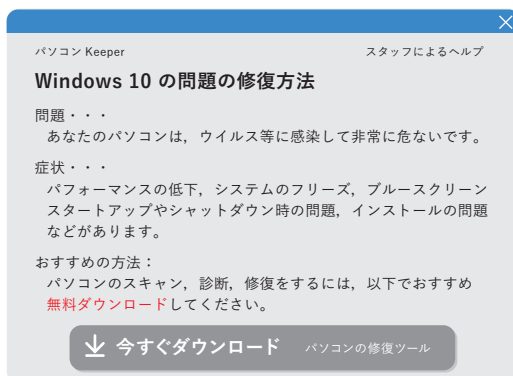 パソコン Keeper
スタッフによるヘルプ
Windows 10 の問題の修復方法
問題・・・
あなたのパソコンは，ウイルス等に感染して非常に危ないです。
症状・・・
パフォーマンスの低下，システムのフリーズ，ブルースクリーン
スタートアップやシャットダウン時の問題，インストールの問題
などがあります。
おすすめの方法：
パソコンのスキャン，診断，修復をするには，以下でおすすめ
無料ダウンロードしてください。
今すぐダウンロード パソコンの修復ツール